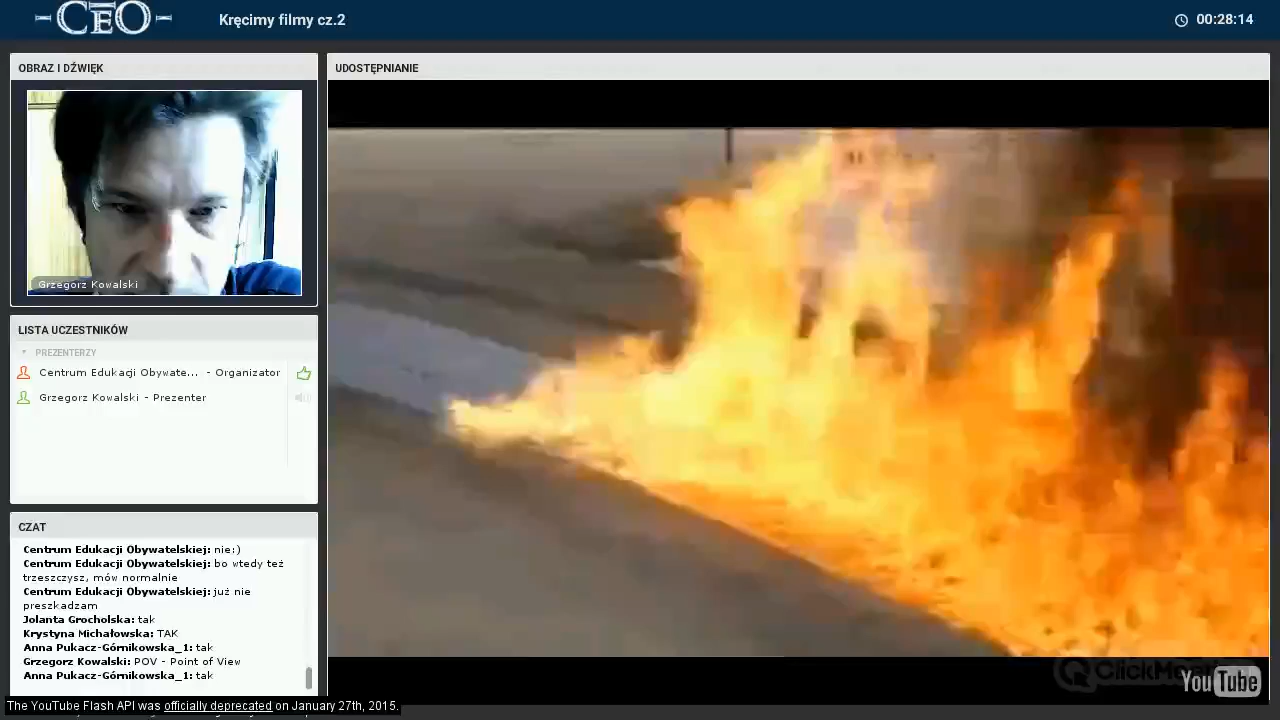 CEO
Kręcimy filmy cz.2
00:28:14
OBRAZ I DŹWIĘK
Grzegorz Kowalski
LISTA UCZESTNIKÓW
PREZENTERZY
Centrum Edukacji Obywate... - Organizator
Grzegorz Kowalski - Prezenter
CZAT
Centrum Edukacji Obywatelskiej: nie:)
Centrum Edukacji Obywatelskiej: bo wtedy też
trzeszczysz, mów normalnie
Centrum Edukacji Obywatelskiej: już nie
preszkadzam
Jolanta Grocholska: tak
Krystyna Michałowska: TAK
Anna Pukacz-Górnikowska_1: tak
Grzegorz Kowalski: POV - Point of View
Anna Pukacz-Górnikowska_1: tak
The YouTube Flash API was officially deprecated on January 27th, 2015.
UDOSTĘPNIANIE
YouTube